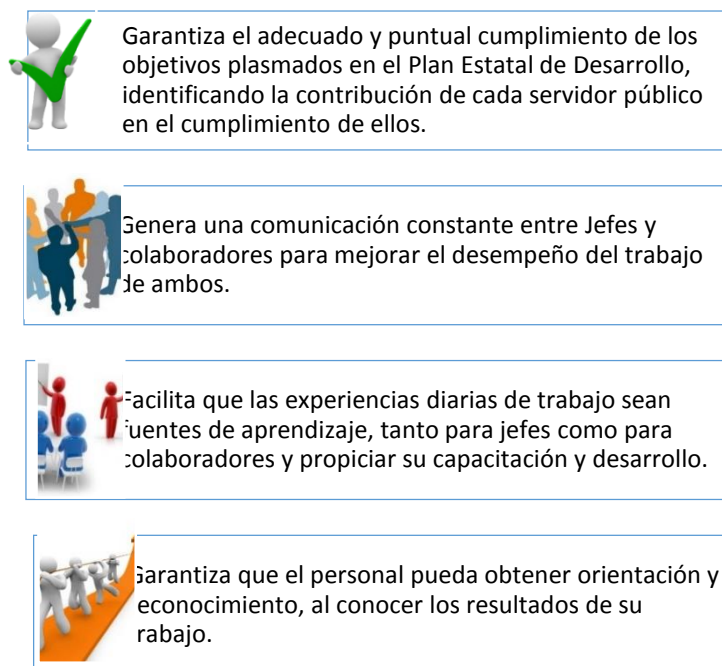 Garantiza el adecuado y puntual cumplimiento de los
objetivos plasmados en el Plan Estatal de Desarrollo,
identificando la contribución de cada servidor público
en el cumplimiento de ellos.
Genera una comunicación constante entre Jefes y
colaboradores para mejorar el desempeño del trabajo
de ambos.
Facilita que las experiencias diarias de trabajo sean
fuentes de aprendizaje, tanto para jefes como para
colaboradores y propiciar su capacitación y desarrollo.
Garantiza que el personal pueda obtener orientación y
reconocimiento, al conocer los resultados de su
trabajo.